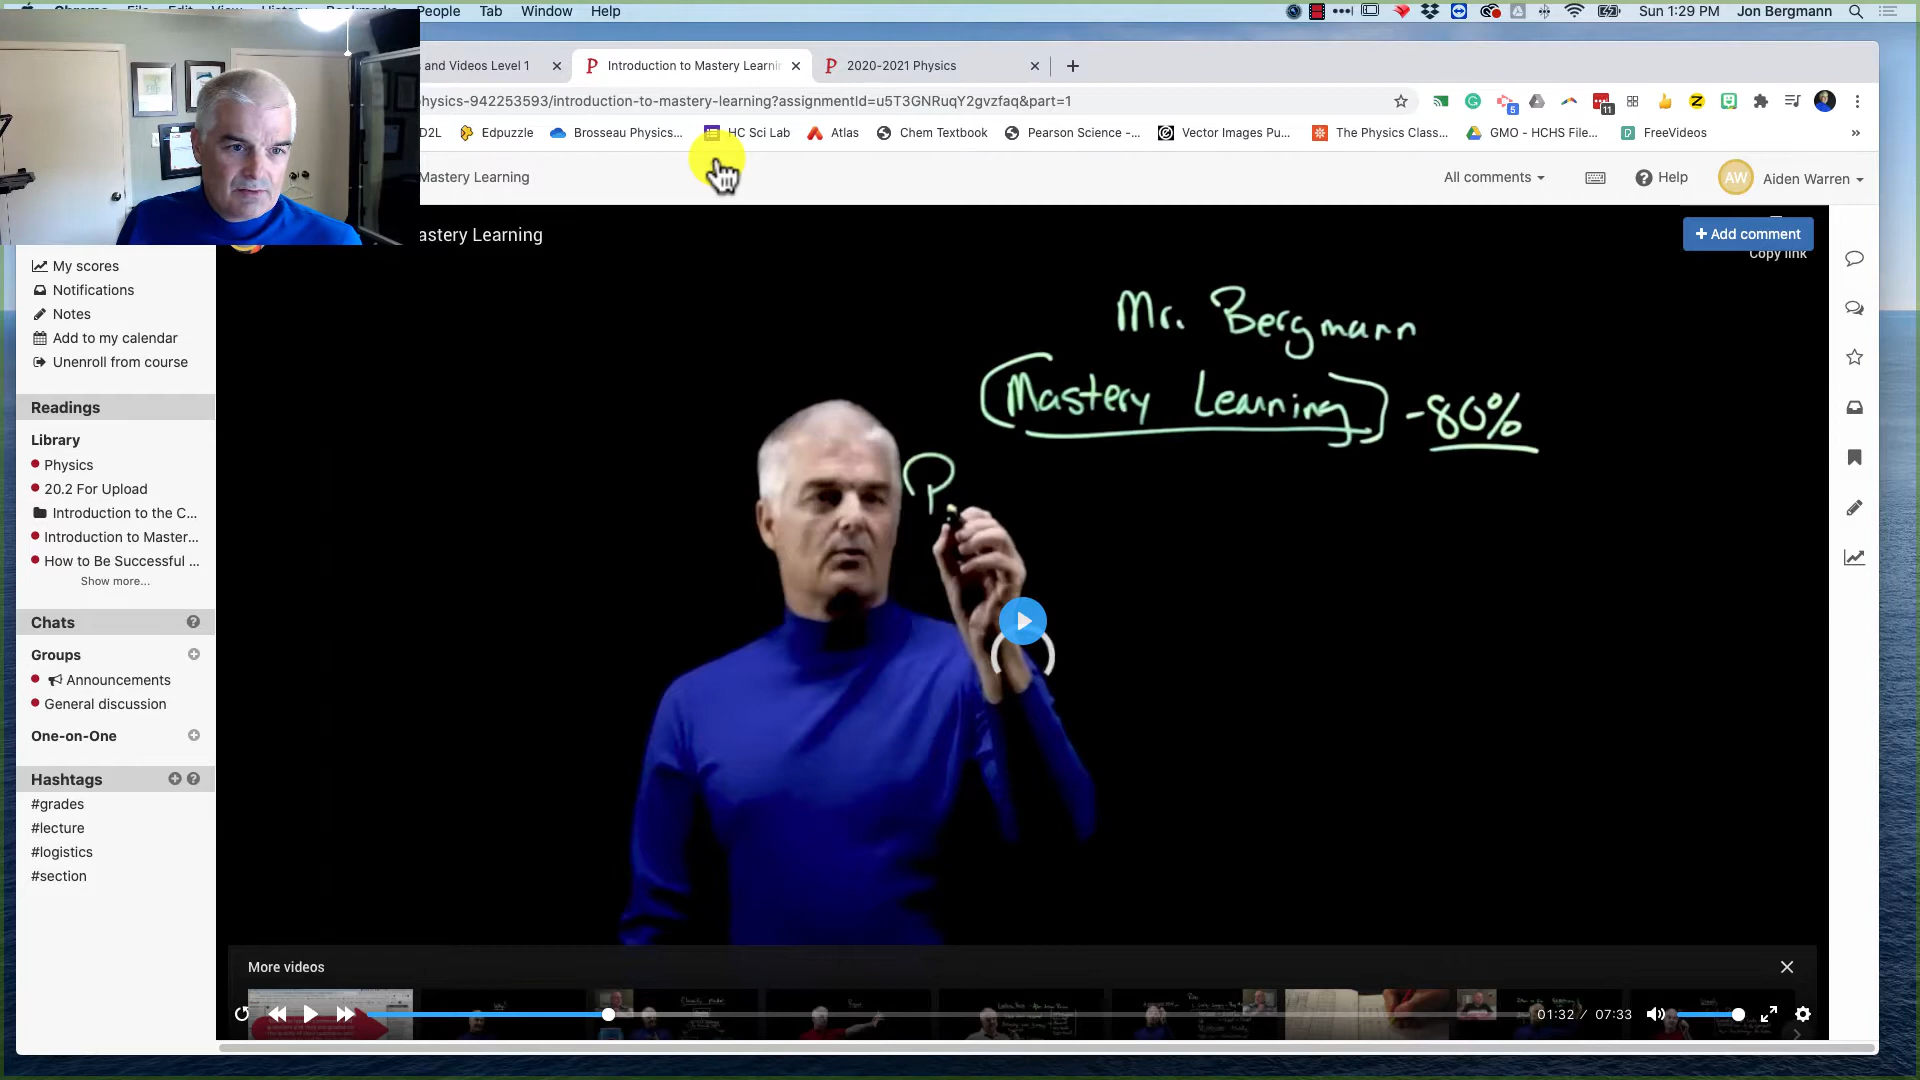 People Tab Window Help Sun 1:29 PM Jon Bergmann
and Videos Level 1 Introduction to Mastery Learni 2020-2021 Physics
physics-942253593/introduction-to-mastery-learning?assignmentId=u5T3GNRuqY2gvzfaq&part=1
5
11
D2L Edpuzzle Brosseau Physics... HC Sci Lab Atlas Chem Textbook Pearson Science -... Vector Images Pu... The Physics Class... GMO - HCHS File... FreeVideos »
Mastery Learning All comments Help AW Aiden Warren
astery Learning + Add comment
Copy link
My scores
Notifications
Notes
Add to my calendar
Unenroll from course
Readings
Library
Physics
20.2 For Upload
Introduction to the C...
Introduction to Master...
How to Be Successful ...
Show more...
Chats
Groups
Announcements
General discussion
One-on-One
Hashtags
#grades
#lecture
#logistics
#section
Mr. Bergmann
Mastery Learning -80%
P
More videos
01:32 / 07:33